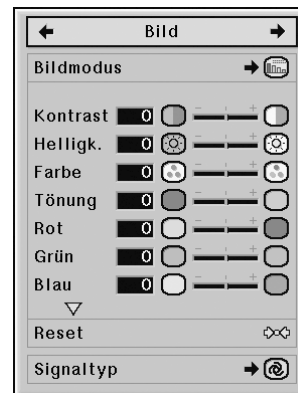 Bild
Bildmodus
Kontrast 0
Helligk. 0
Farbe 0
Tönung 0
Rot 0
Grün 0
Blau 0
Reset
Signaltyp